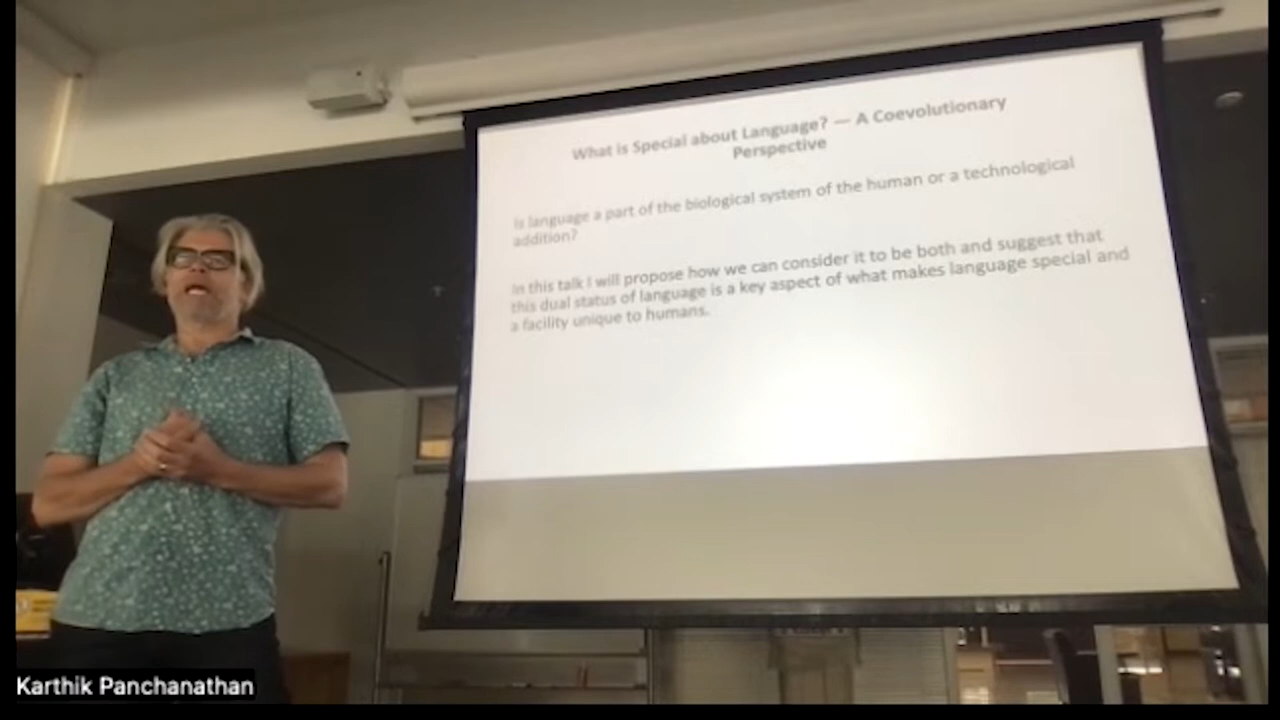 What is Special about Language? — A Coevolutionary
Perspective
Is language a part of the biological system of the human or a technological
addition?
In this talk I will propose how we can consider it to be both and suggest that
this dual status of language is a key aspect of what makes language special and
a facility unique to humans.
Karthik Panchanathan